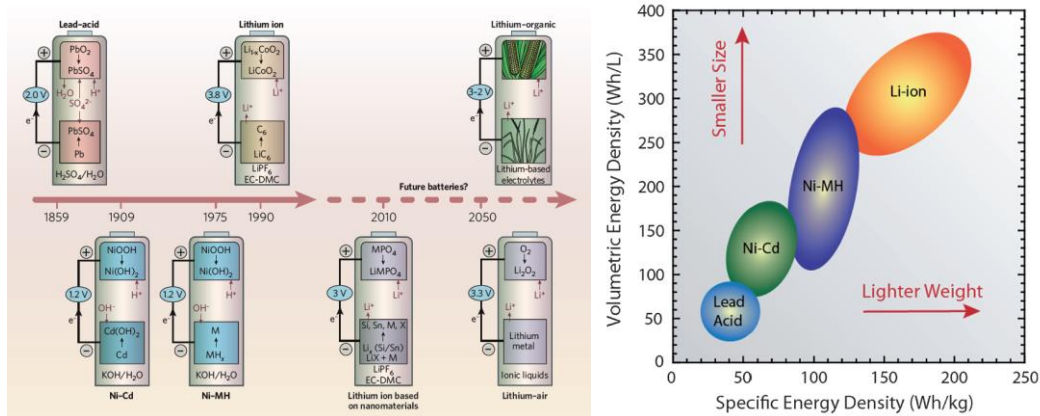 Lead–acid
+
PbO2
PbSO4
H2O
H+
SO4²⁻
2.0 V
e⁻
PbSO4
Pb
−
H2SO4/H2O
Lithium ion
+
Li1-xCoO2
LiCoO2
Li+
3.8 V
Li+
e⁻
C6
LiC6
−
LiPF6
EC-DMC
Lithium–organic
+
Li+
3-2 V
Li+
e⁻
−
Lithium-based
electrolytes
Future batteries?
1859
1909
1975
1990
2010
2050
+
NiOOH
Ni(OH)2
H+
1.2 V
OH⁻
e⁻
Cd(OH)2
Cd
−
KOH/H2O
Ni-Cd
+
NiOOH
Ni(OH)2
H+
1.2 V
OH⁻
e⁻
M
MHx
−
KOH/H2O
Ni-MH
+
MPO4
LiMPO4
Li+
3 V
Li+
e⁻
Si, Sn, M, X
Lix (Si/Sn)
LiX + M
−
LiPF6
EC-DMC
Lithium ion based
on nanomaterials
+
O2
Li2O2
Li+
3.3 V
Li+
e⁻
Lithium
metal
−
Ionic liquids
Lithium–air
Volumetric Energy Density (Wh/L)
400
350
300
250
200
150
100
50
0
Smaller Size
Li-ion
Ni-MH
Ni-Cd
Lead
Acid
Lighter Weight
0
50
100
150
200
250
Specific Energy Density (Wh/kg)